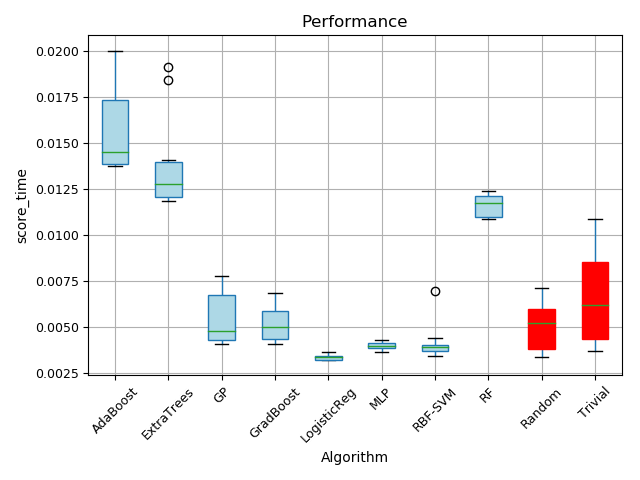 Performance
score_time
0.0200
0.0175
0.0150
0.0125
0.0100
0.0075
0.0050
0.0025
AdaBoost
ExtraTrees
GP
GradBoost
LogisticReg
MLP
RBF-SVM
RF
Random
Trivial
Algorithm